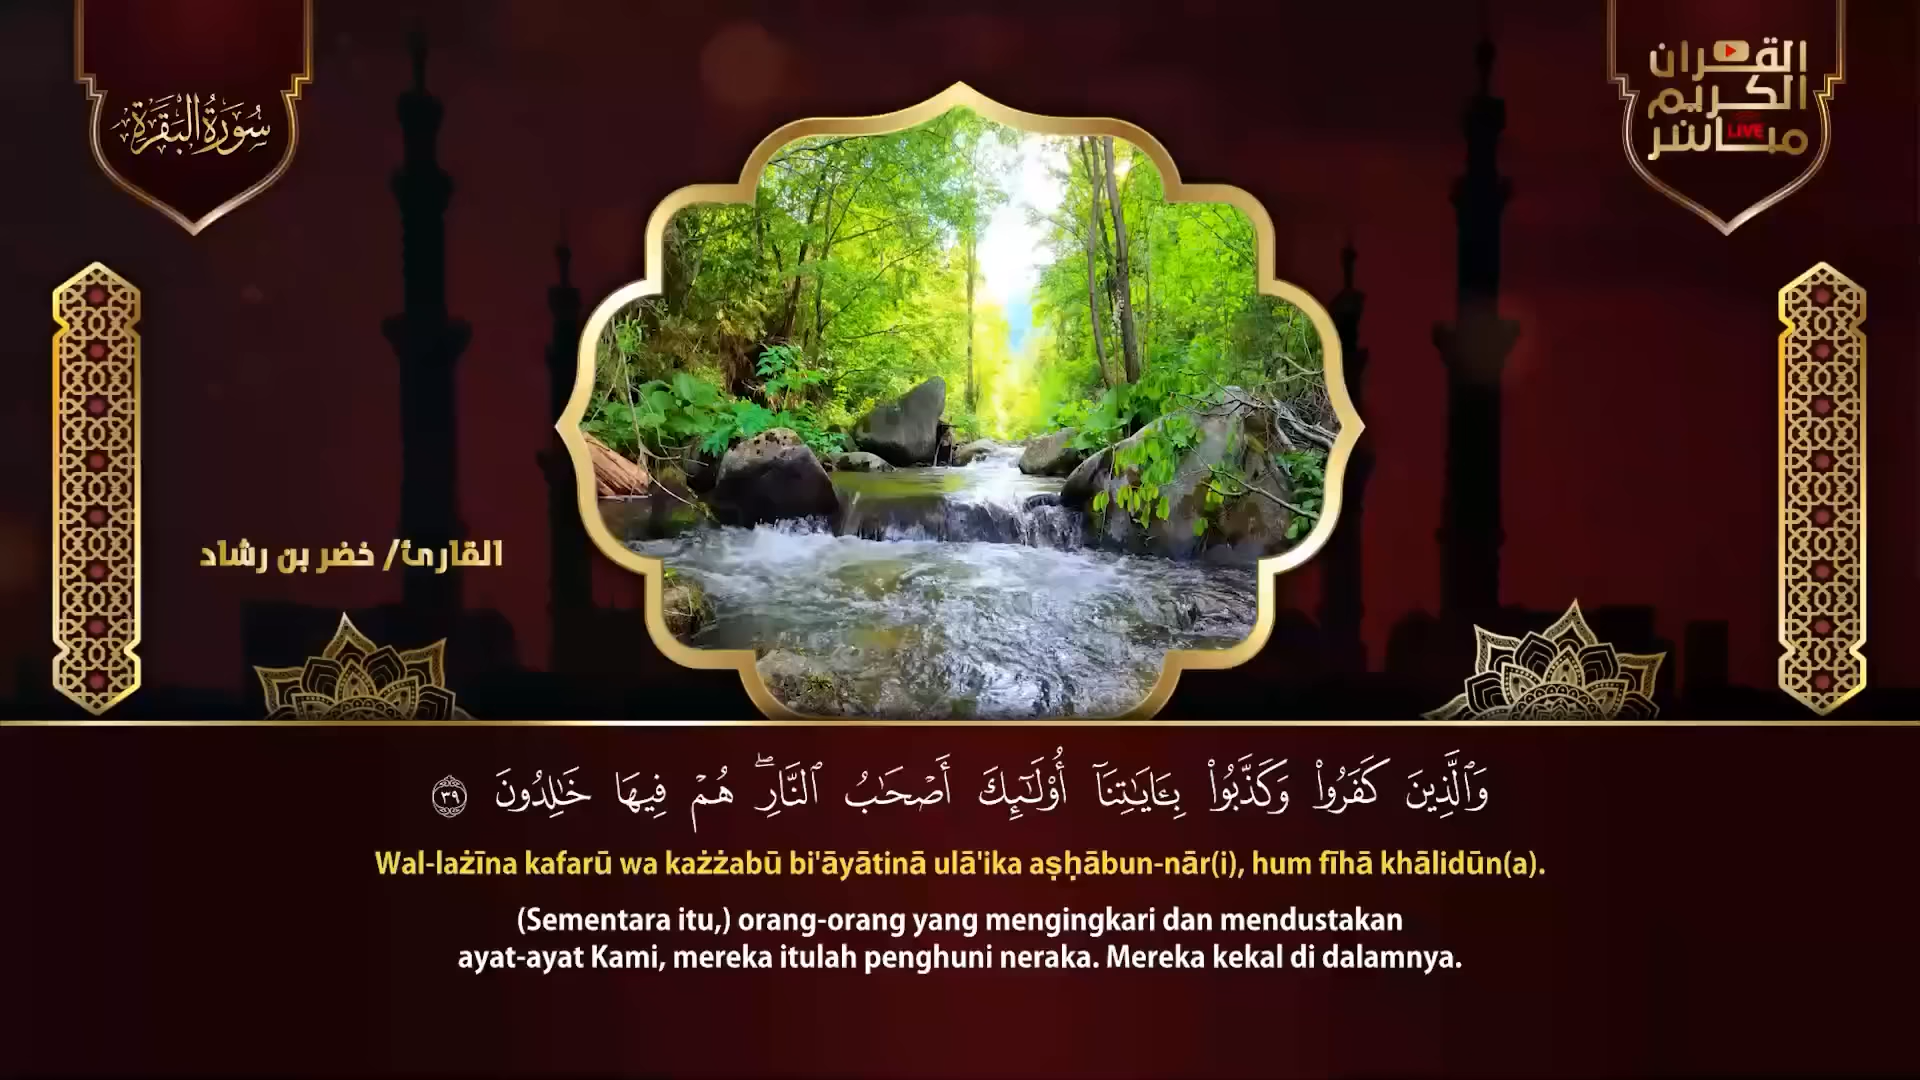 سُورَةُ البَقَرَةِ
القرآن
الكريم
مباشر
LIVE
القارئ/ خضر بن رشاد
وَٱلَّذِينَ كَفَرُوا۟ وَكَذَّبُوا۟ بِـَٔايَـٰتِنَآ أُو۟لَـٰٓئِكَ أَصْحَـٰبُ ٱلنَّارِ ۖ هُمْ فِيهَا خَـٰلِدُونَ ٣٩
Wal-lażīna kafarū wa każżabū bi'āyātinā ulā'ika aṣḥābun-nār(i), hum fīhā khālidūn(a).
(Sementara itu,) orang-orang yang mengingkari dan mendustakan
ayat-ayat Kami, mereka itulah penghuni neraka. Mereka kekal di dalamnya.